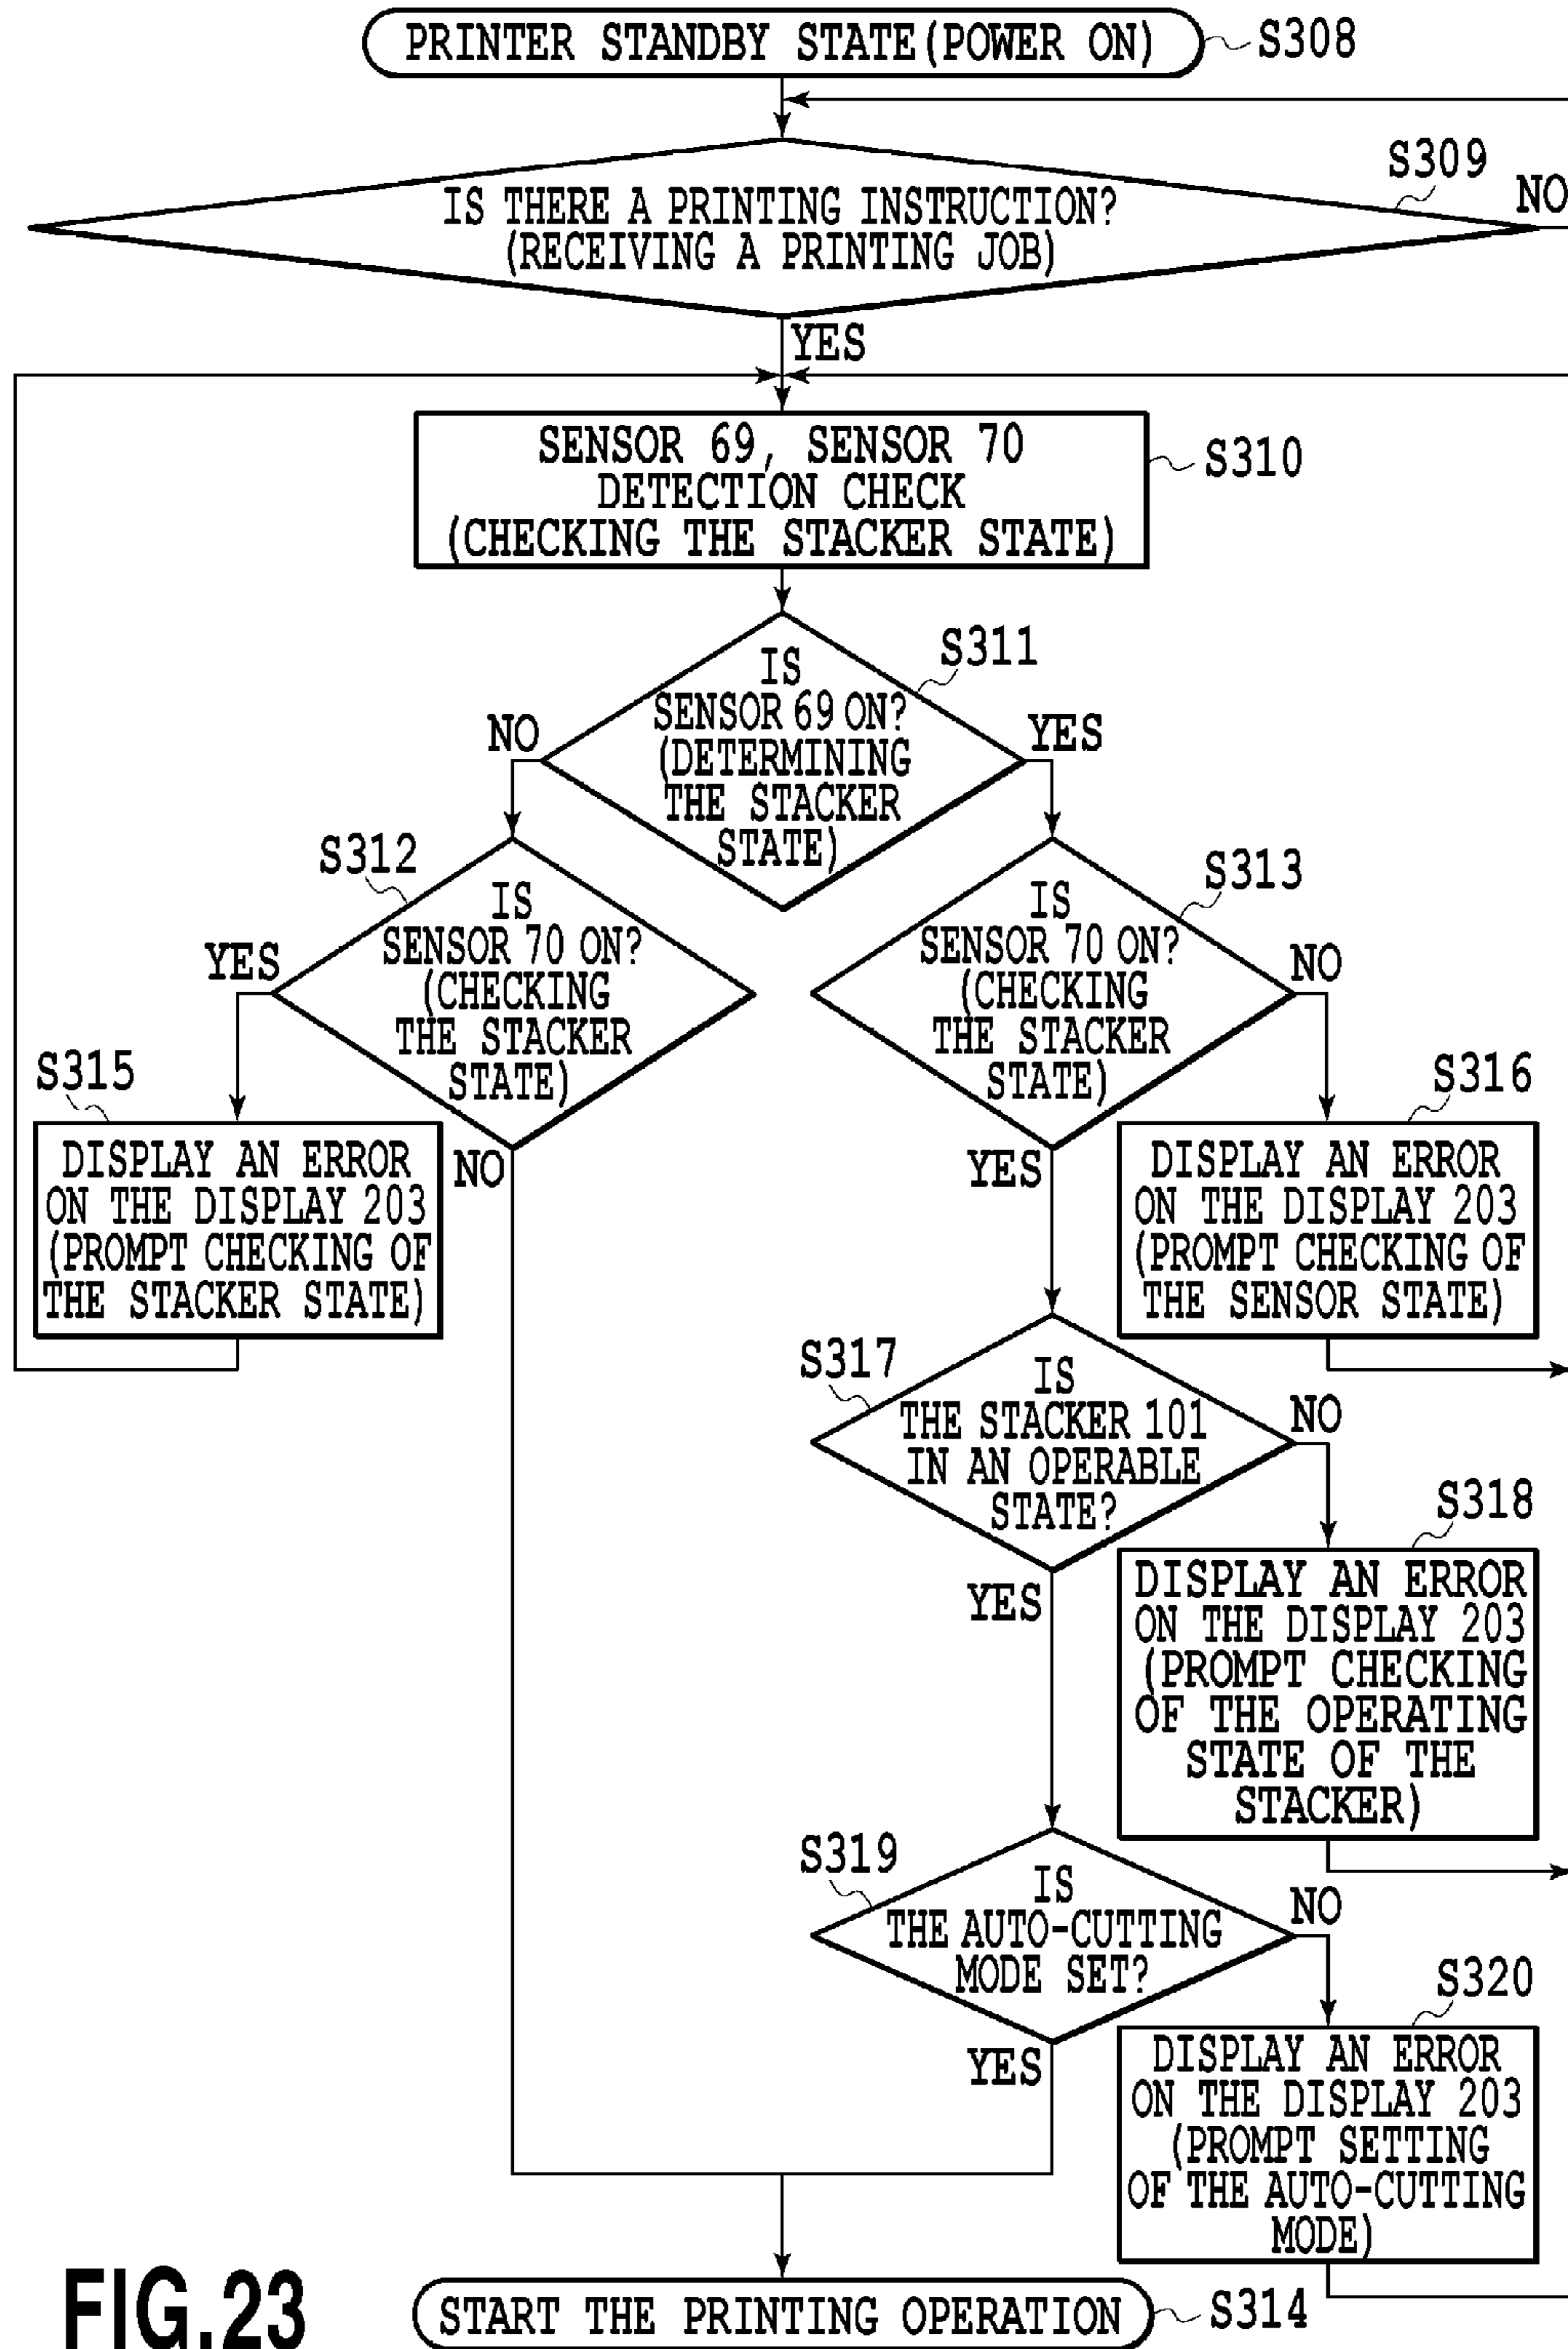 PRINTER STANDBY STATE(POWER ON)
S308
S309
NO
IS THERE A PRINTING INSTRUCTION?
(RECEIVING A PRINTING JOB)
YES
SENSOR 69, SENSOR 70
DETECTION CHECK
(CHECKING THE STACKER STATE)
S310
S311
IS
SENSOR 69 ON?
(DETERMINING
THE STACKER
STATE)
NO
YES
S312
IS
SENSOR 70 ON?
(CHECKING
THE STACKER
STATE)
YES
NO
S313
IS
SENSOR 70 ON?
(CHECKING
THE STACKER
STATE)
NO
YES
S315
DISPLAY AN ERROR
ON THE DISPLAY 203
(PROMPT CHECKING OF
THE STACKER STATE)
S316
DISPLAY AN ERROR
ON THE DISPLAY 203
(PROMPT CHECKING OF
THE SENSOR STATE)
S317
IS
THE STACKER 101
IN AN OPERABLE
STATE?
NO
YES
S318
DISPLAY AN ERROR
ON THE DISPLAY 203
(PROMPT CHECKING
OF THE OPERATING
STATE OF THE
STACKER)
S319
IS
THE AUTO-CUTTING
MODE SET?
NO
YES
S320
DISPLAY AN ERROR
ON THE DISPLAY 203
(PROMPT SETTING
OF THE AUTO-CUTTING
MODE)
START THE PRINTING OPERATION
S314
FIG.23